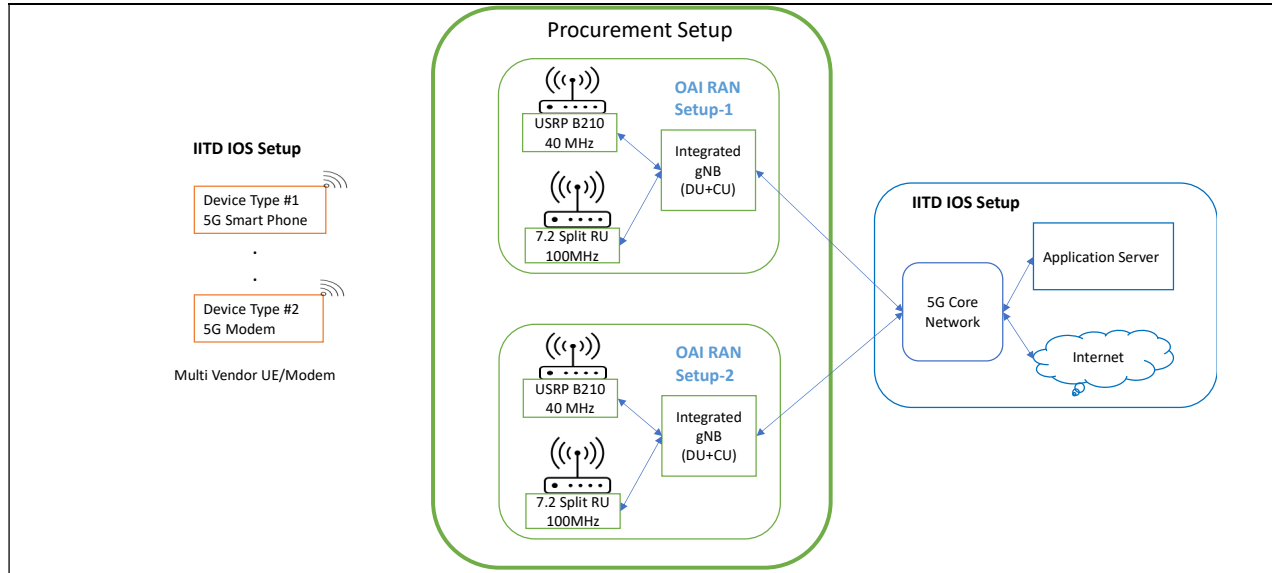 Procurement Setup
IITD IOS Setup
Device Type #1
5G Smart Phone
.
.
Device Type #2
5G Modem
Multi Vendor UE/Modem
OAI RAN
Setup-1
USRP B210
40 MHz
Integrated
gNB
(DU+CU)
7.2 Split RU
100MHz
OAI RAN
Setup-2
USRP B210
40 MHz
Integrated
gNB
(DU+CU)
7.2 Split RU
100MHz
IITD IOS Setup
Application Server
5G Core
Network
Internet